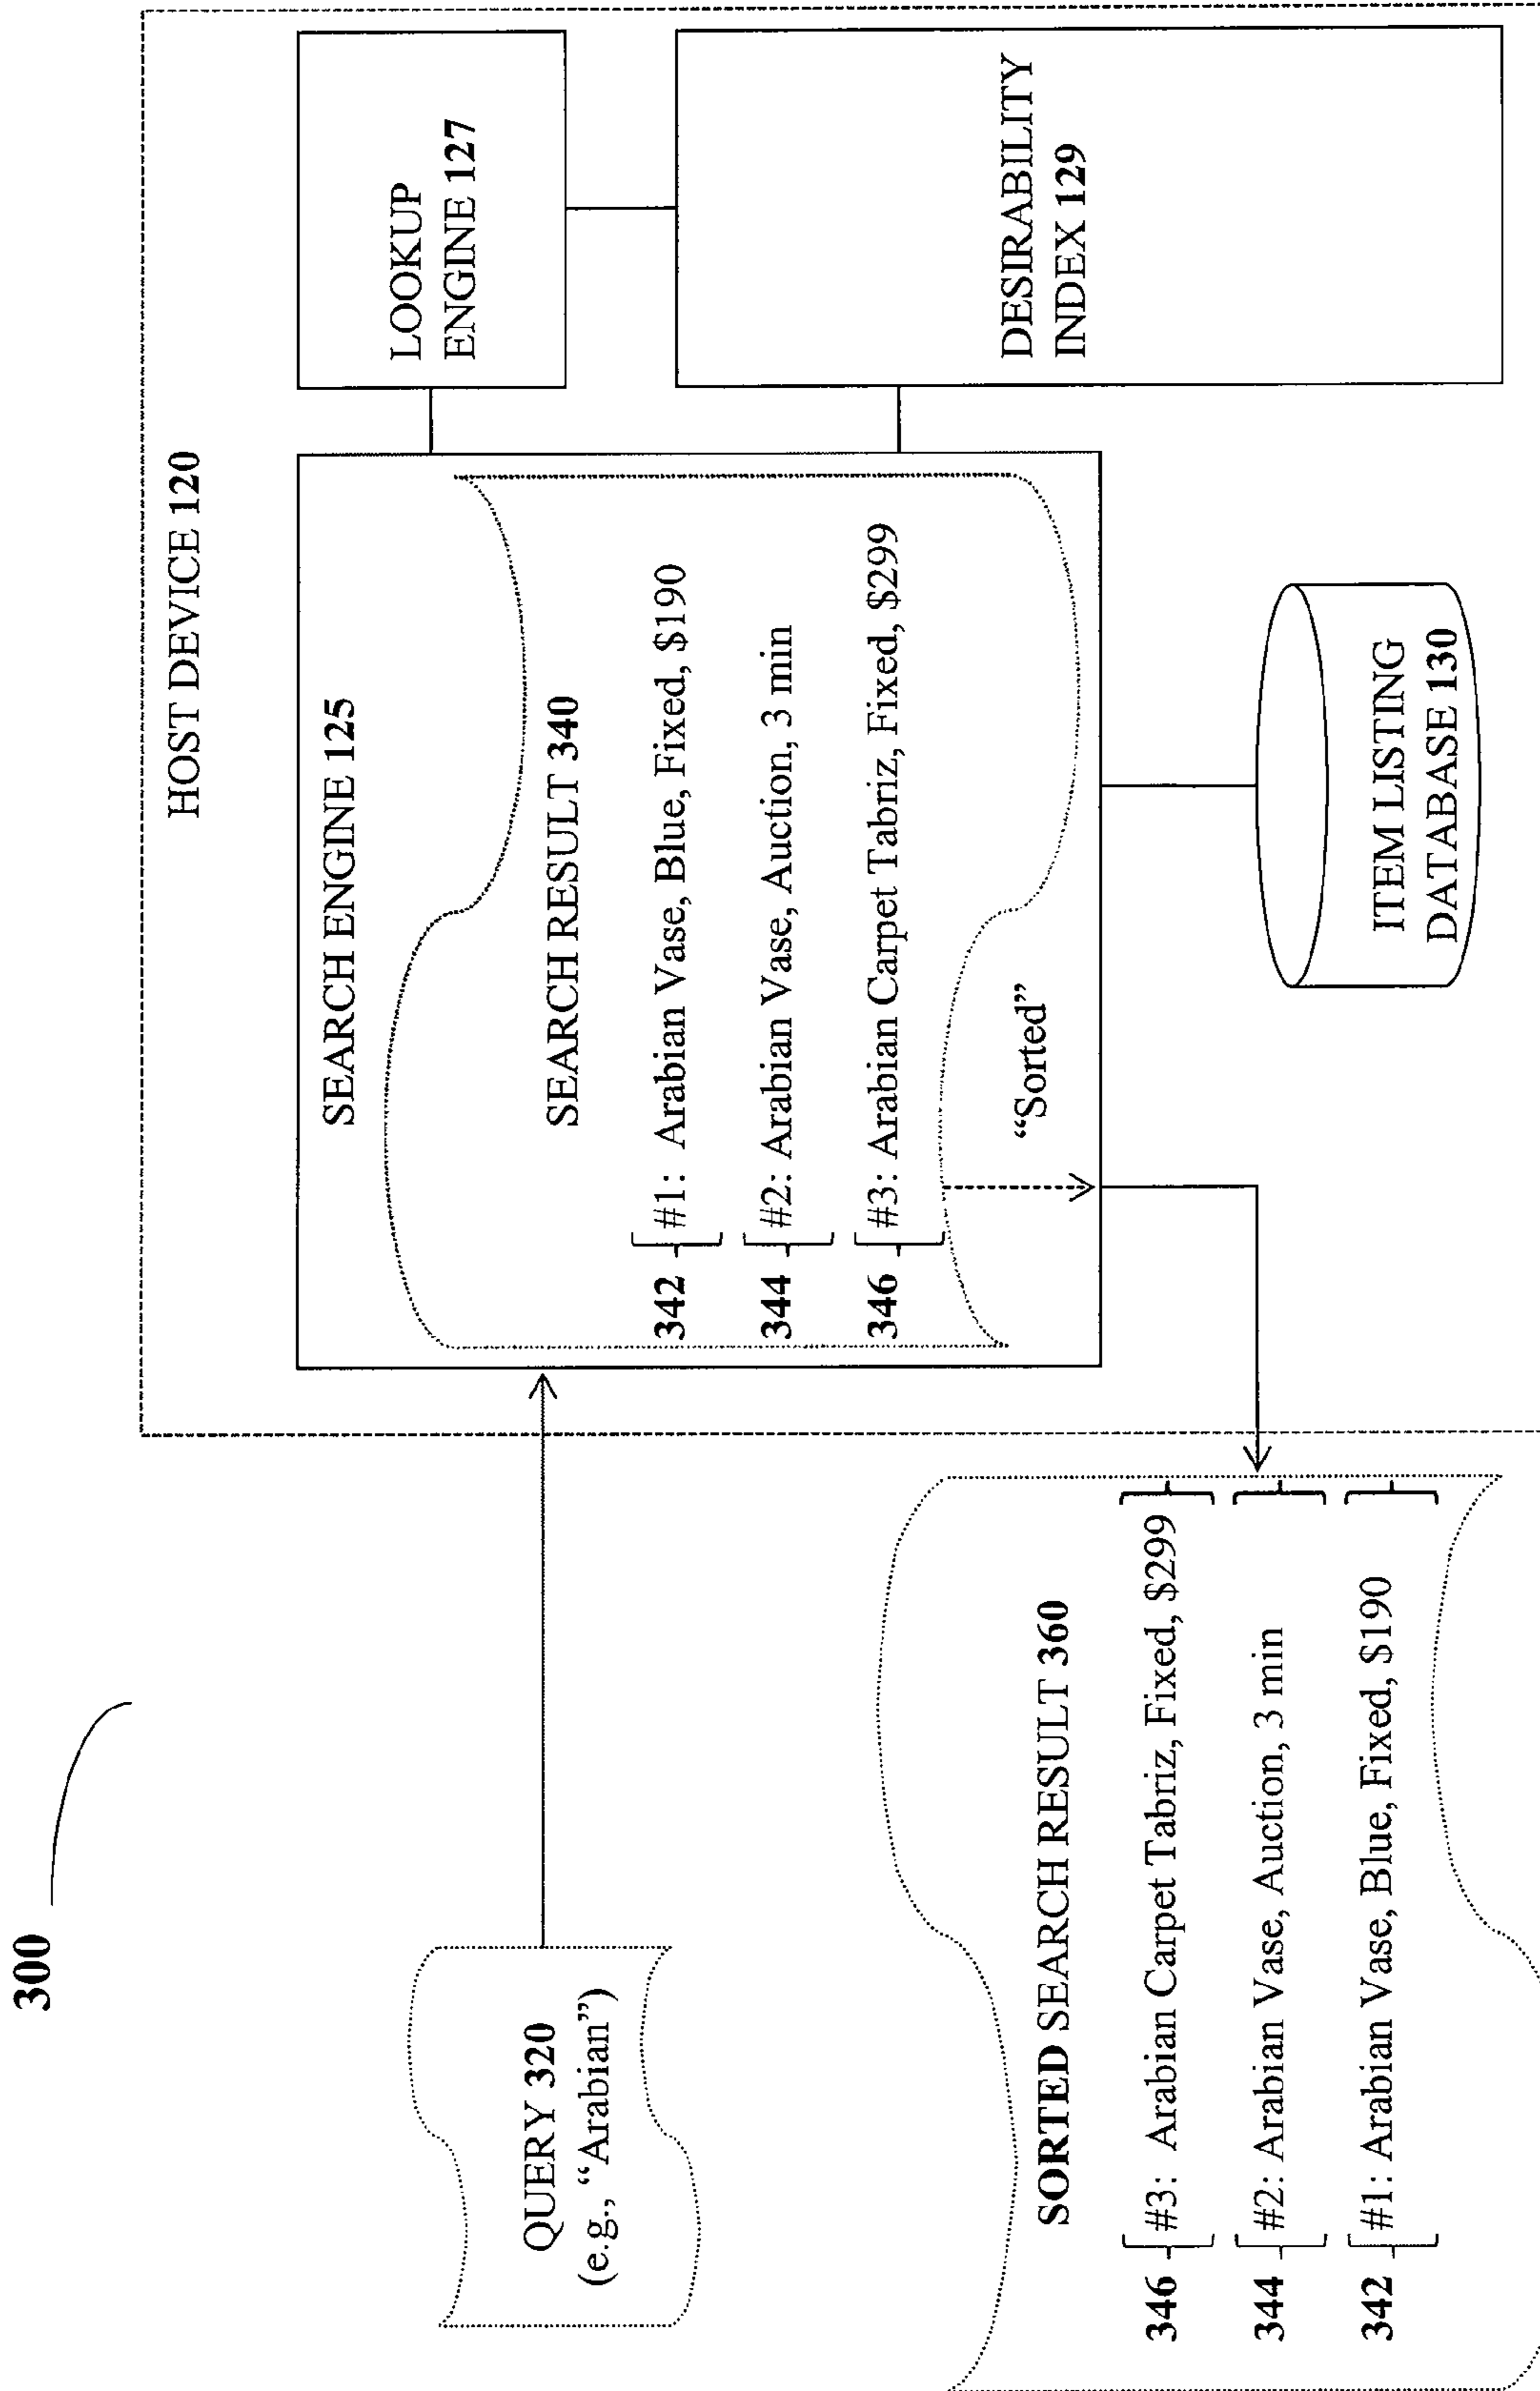 300
HOST DEVICE 120
QUERY 320
(e.g., “Arabian”)
SEARCH ENGINE 125
SEARCH RESULT 340
342 #1: Arabian Vase, Blue, Fixed, $190
344 #2: Arabian Vase, Auction, 3 min
346 #3: Arabian Carpet Tabriz, Fixed, $299
“Sorted”
LOOKUP
ENGINE 127
DESIRABILITY
INDEX 129
SORTED SEARCH RESULT 360
346 #3: Arabian Carpet Tabriz, Fixed, $299
344 #2: Arabian Vase, Auction, 3 min
342 #1: Arabian Vase, Blue, Fixed, $190
ITEM LISTING
DATABASE 130